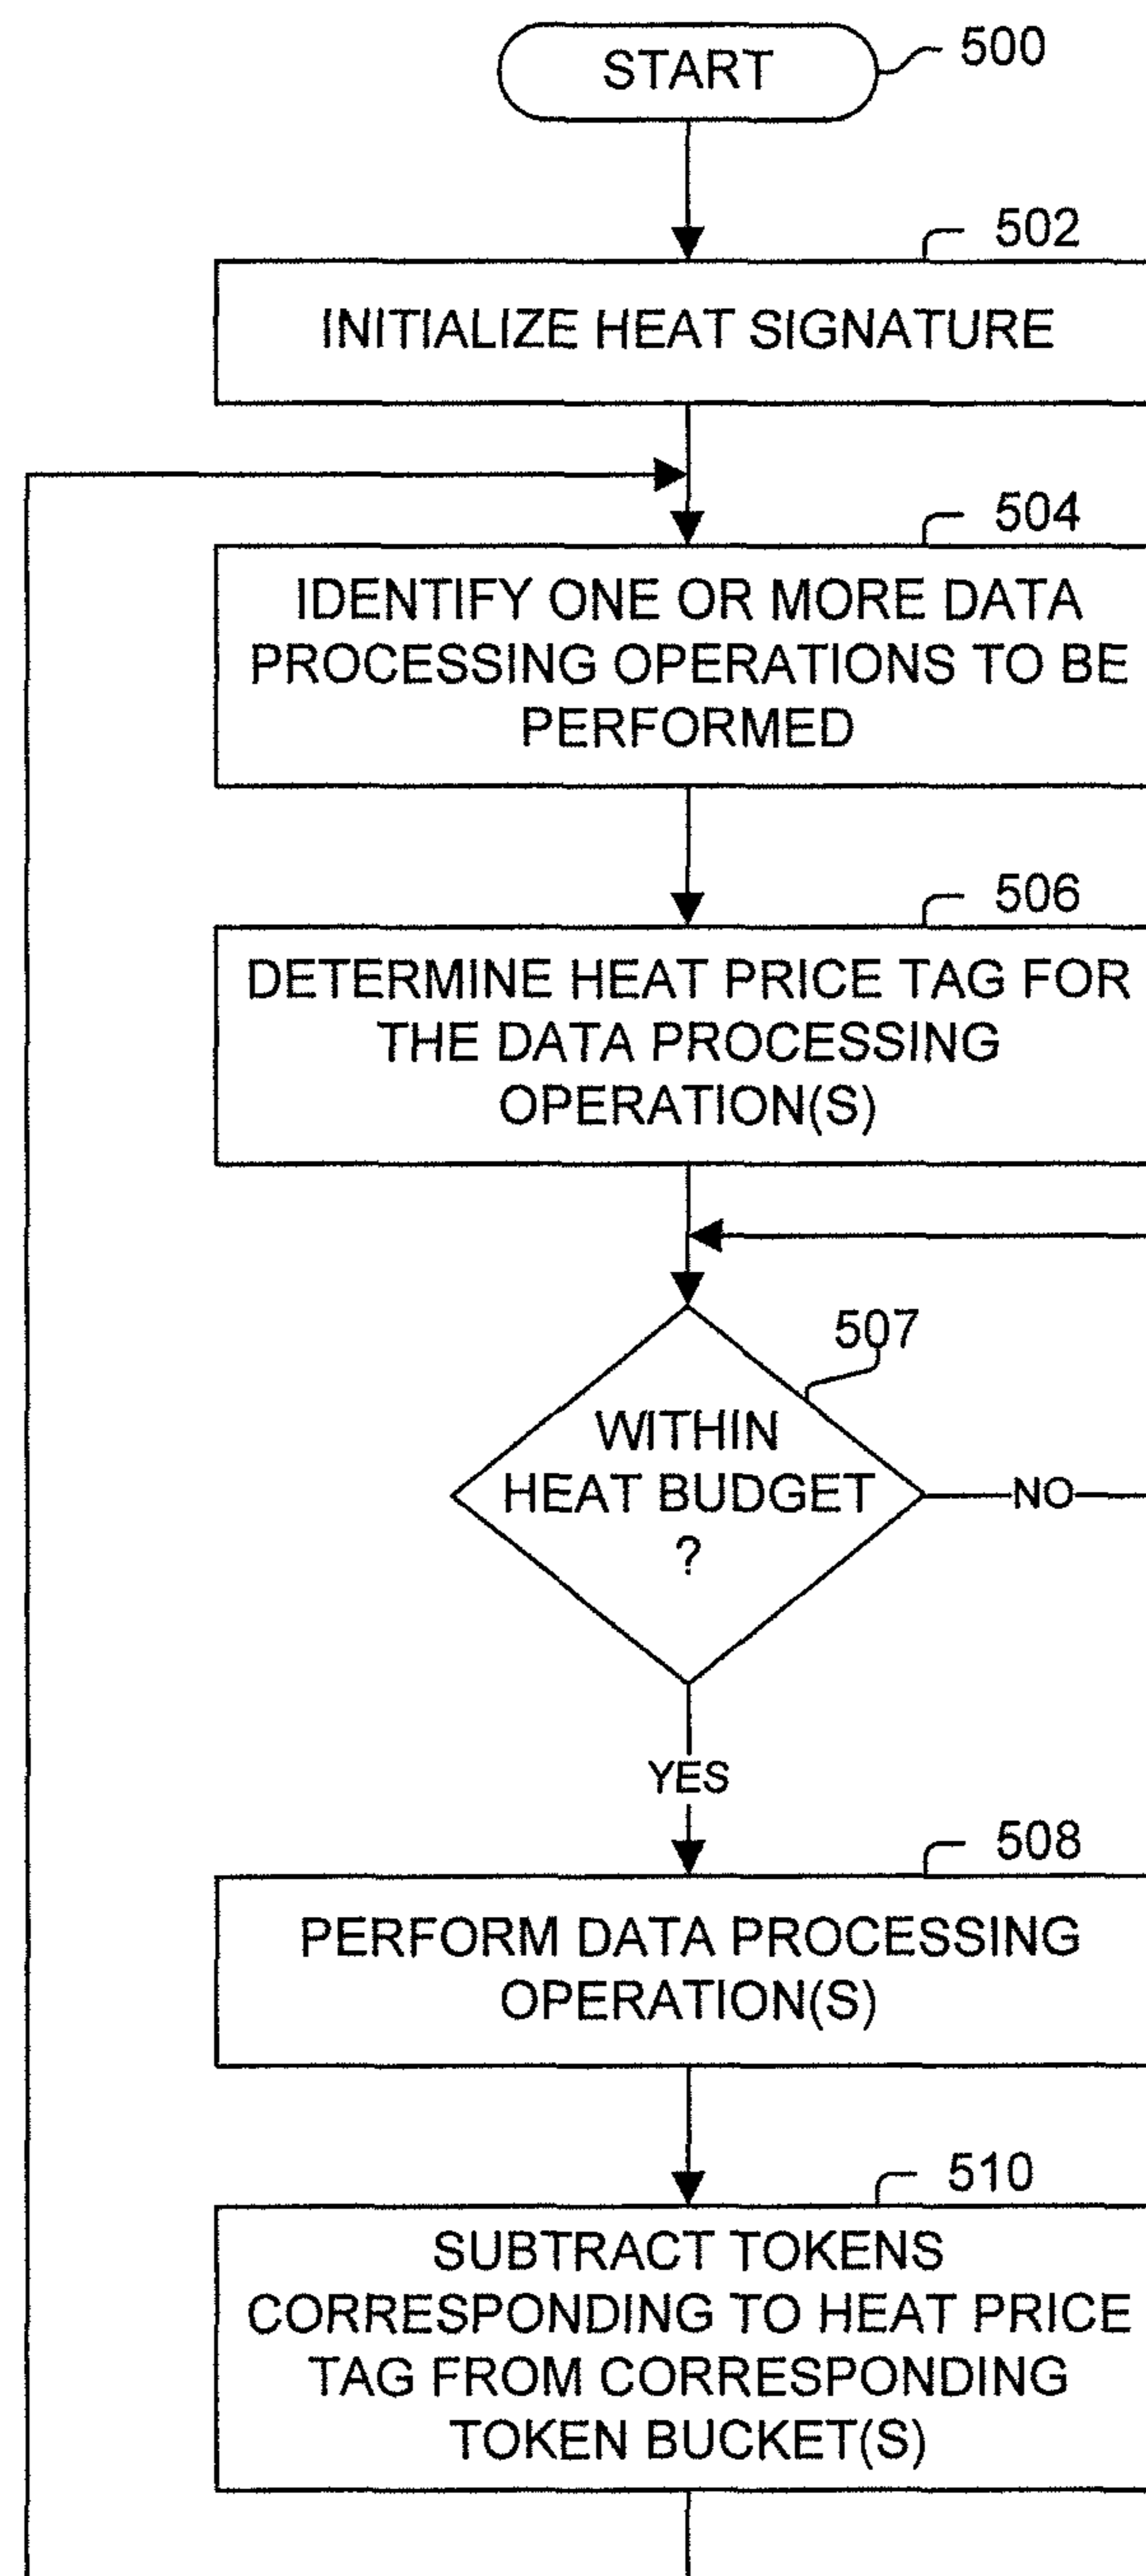 START
500
502
INITIALIZE HEAT SIGNATURE
504
IDENTIFY ONE OR MORE DATA
PROCESSING OPERATIONS TO BE
PERFORMED
506
DETERMINE HEAT PRICE TAG FOR
THE DATA PROCESSING
OPERATION(S)
507
WITHIN
HEAT BUDGET
?
NO
YES
508
PERFORM DATA PROCESSING
OPERATION(S)
510
SUBTRACT TOKENS
CORRESPONDING TO HEAT PRICE
TAG FROM CORRESPONDING
TOKEN BUCKET(S)